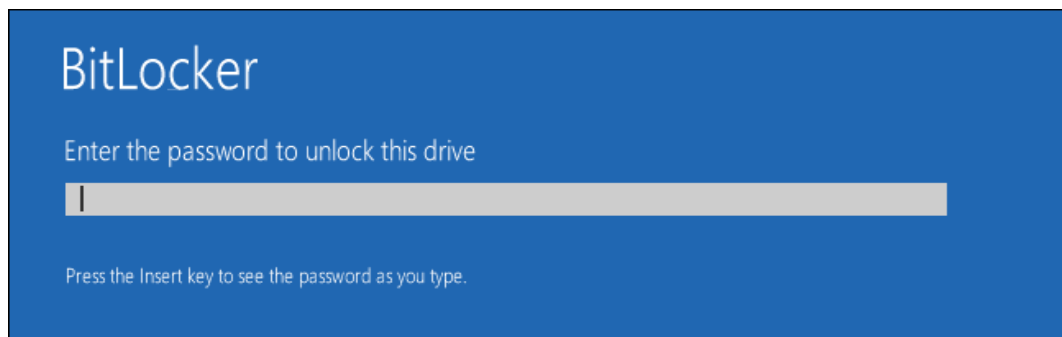 BitLocker
Enter the password to unlock this drive
Press the Insert key to see the password as you type.